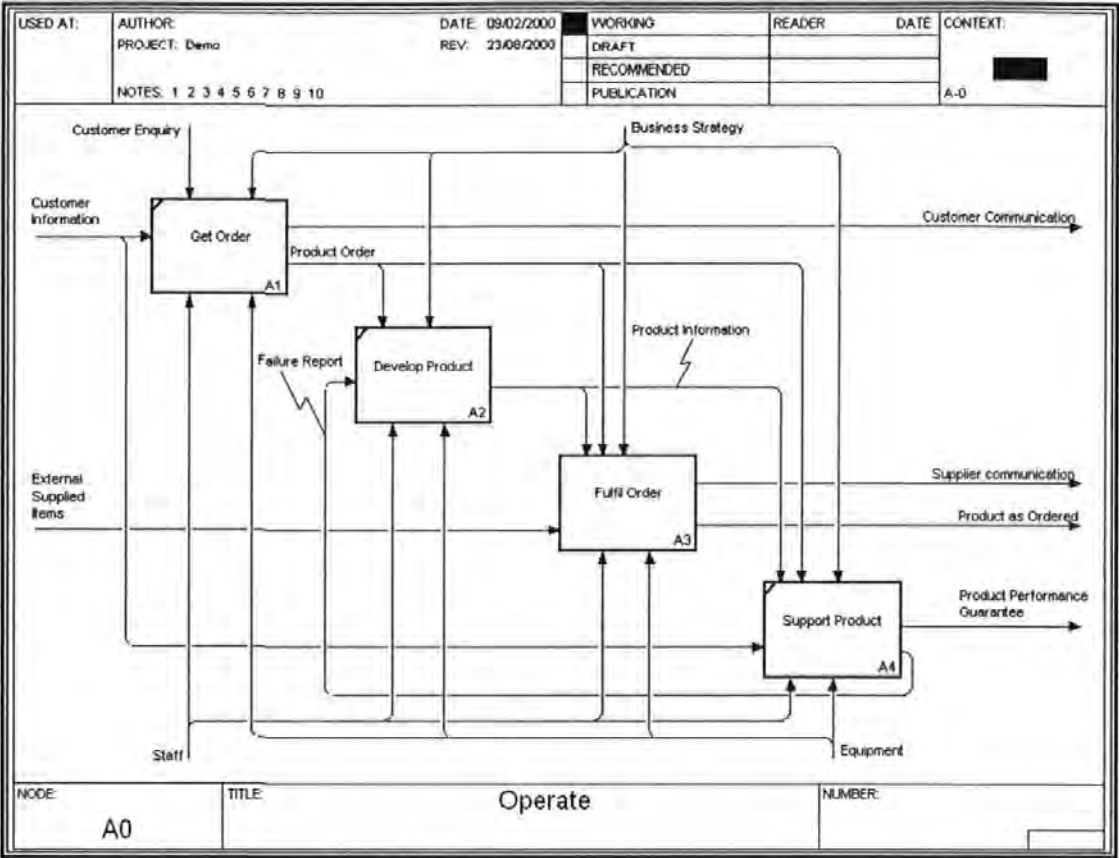 USED AT:
AUTHOR:
DATE: 09/02/2000
WORKING
READER
DATE
CONTEXT:
PROJECT: Demo
REV: 23/08/2000
DRAFT
RECOMMENDED
NOTES: 1 2 3 4 5 6 7 8 9 10
PUBLICATION
A-0
Customer Enquiry
Business Strategy
Customer
Information
Get Order
A1
Customer Communication
Product Order
Product Information
Failure Report
Develop Product
A2
External
Supplied
Items
Fulfil Order
A3
Supplier communication
Product as Ordered
Support Product
A4
Product Performance
Guarantee
Staff
Equipment
NODE:
A0
TITLE:
Operate
NUMBER: